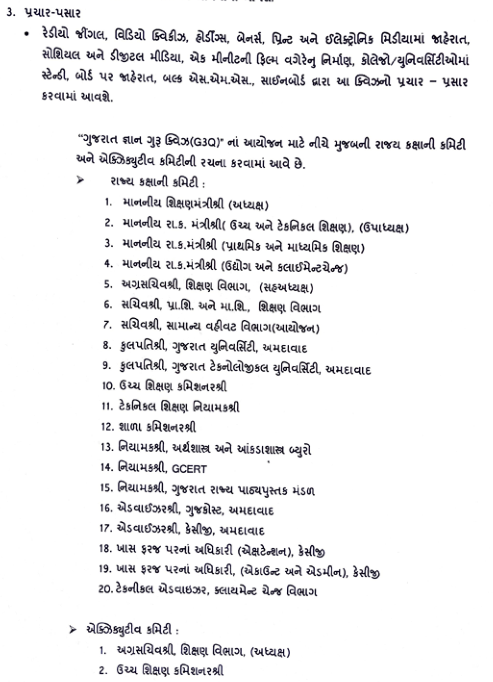 3. પ્રચાર-પસાર
• રેડીયો જીંગલ, વિડિયો ક્વિકીઝ, હોર્ડીંગ્સ, બેનર્સ, પ્રિન્ટ અને ઈલેક્ટ્રોનિક મિડીયામાં જાહેરાત,
સોશિયલ અને ડીજીટલ મીડિયા, એક મીનીટની ફિલ્મ વગેરેનુ નિર્માણ, કોલેજો/યુનિવર્સિટીઓમાં
સ્ટેન્ડી, બોર્ડ પર જાહેરાત, બલ્ક એસ.એમ.એસ., સાઈનબોર્ડ દ્વારા આ ક્વિઝનો પ્રચાર – પ્રસાર
કરવામાં આવશે.
"ગુજરાત જ્ઞાન ગુરૂ ક્વિઝ(G3Q)" નાં આયોજન માટે નીચે મુજબની રાજ્ય કક્ષાની કમિટી
અને એક્ઝિક્યુટીવ કમિટીની રચના કરવામાં આવે છે.
➢ રાજ્ય કક્ષાની કમિટી :
1. માનનીય શિક્ષણમંત્રીશ્રી (અધ્યક્ષ)
2. માનનીય રા.ક. મંત્રીશ્રી( ઉચ્ચ અને ટેકનિકલ શિક્ષણ), (ઉપાધ્યક્ષ)
3. માનનીય રા.ક.મંત્રીશ્રી (પ્રાથમિક અને માધ્યમિક શિક્ષણ)
4. માનનીય રા.ક.મંત્રીશ્રી (ઉદ્યોગ અને કલાઈમેન્ટચેન્જ)
5. અગ્રસચિવશ્રી, શિક્ષણ વિભાગ, (સહઅધ્યક્ષ)
6. સચિવશ્રી, પ્રા.શિ. અને મા.શિ., શિક્ષણ વિભાગ
7. સચિવશ્રી, સામાન્ય વહીવટ વિભાગ(આયોજન)
8. કુલપતિશ્રી, ગુજરાત યુનિવર્સિટી, અમદાવાદ
9. કુલપતિશ્રી, ગુજરાત ટેકનોલોજીકલ યુનિવર્સિટી, અમદાવાદ
10. ઉચ્ચ શિક્ષણ કમિશનરશ્રી
11. ટેકનિકલ શિક્ષણ નિયામકશ્રી
12. શાળા કમિશનરશ્રી
13. નિયામકશ્રી, અર્થશાસ્ત્ર અને આંકડાશાસ્ત્ર બ્યુરો
14. નિયામકશ્રી, GCERT
15. નિયામકશ્રી, ગુજરાત રાજ્ય પાઠ્યપુસ્તક મંડળ
16. એડવાઈઝરશ્રી, ગુજકોસ્ટ, અમદાવાદ
17. એડવાઈઝરશ્રી, કેસીજી, અમદાવાદ
18. ખાસ ફરજ પરનાં અધિકારી (એક્ષટેન્શન), કેસીજી
19. ખાસ ફરજ પરનાં અધિકારી, (એકાઉન્ટ અને એડમીન), કેસીજી
20. ટેકનીકલ એડવાઇઝર, ક્લાયમેન્ટ ચેન્જ વિભાગ
➢ એક્ઝિક્યુટીવ કમિટી :
1. અગ્રસચિવશ્રી, શિક્ષણ વિભાગ, (અધ્યક્ષ)
2. ઉચ્ચ શિક્ષણ કમિશનરશ્રી